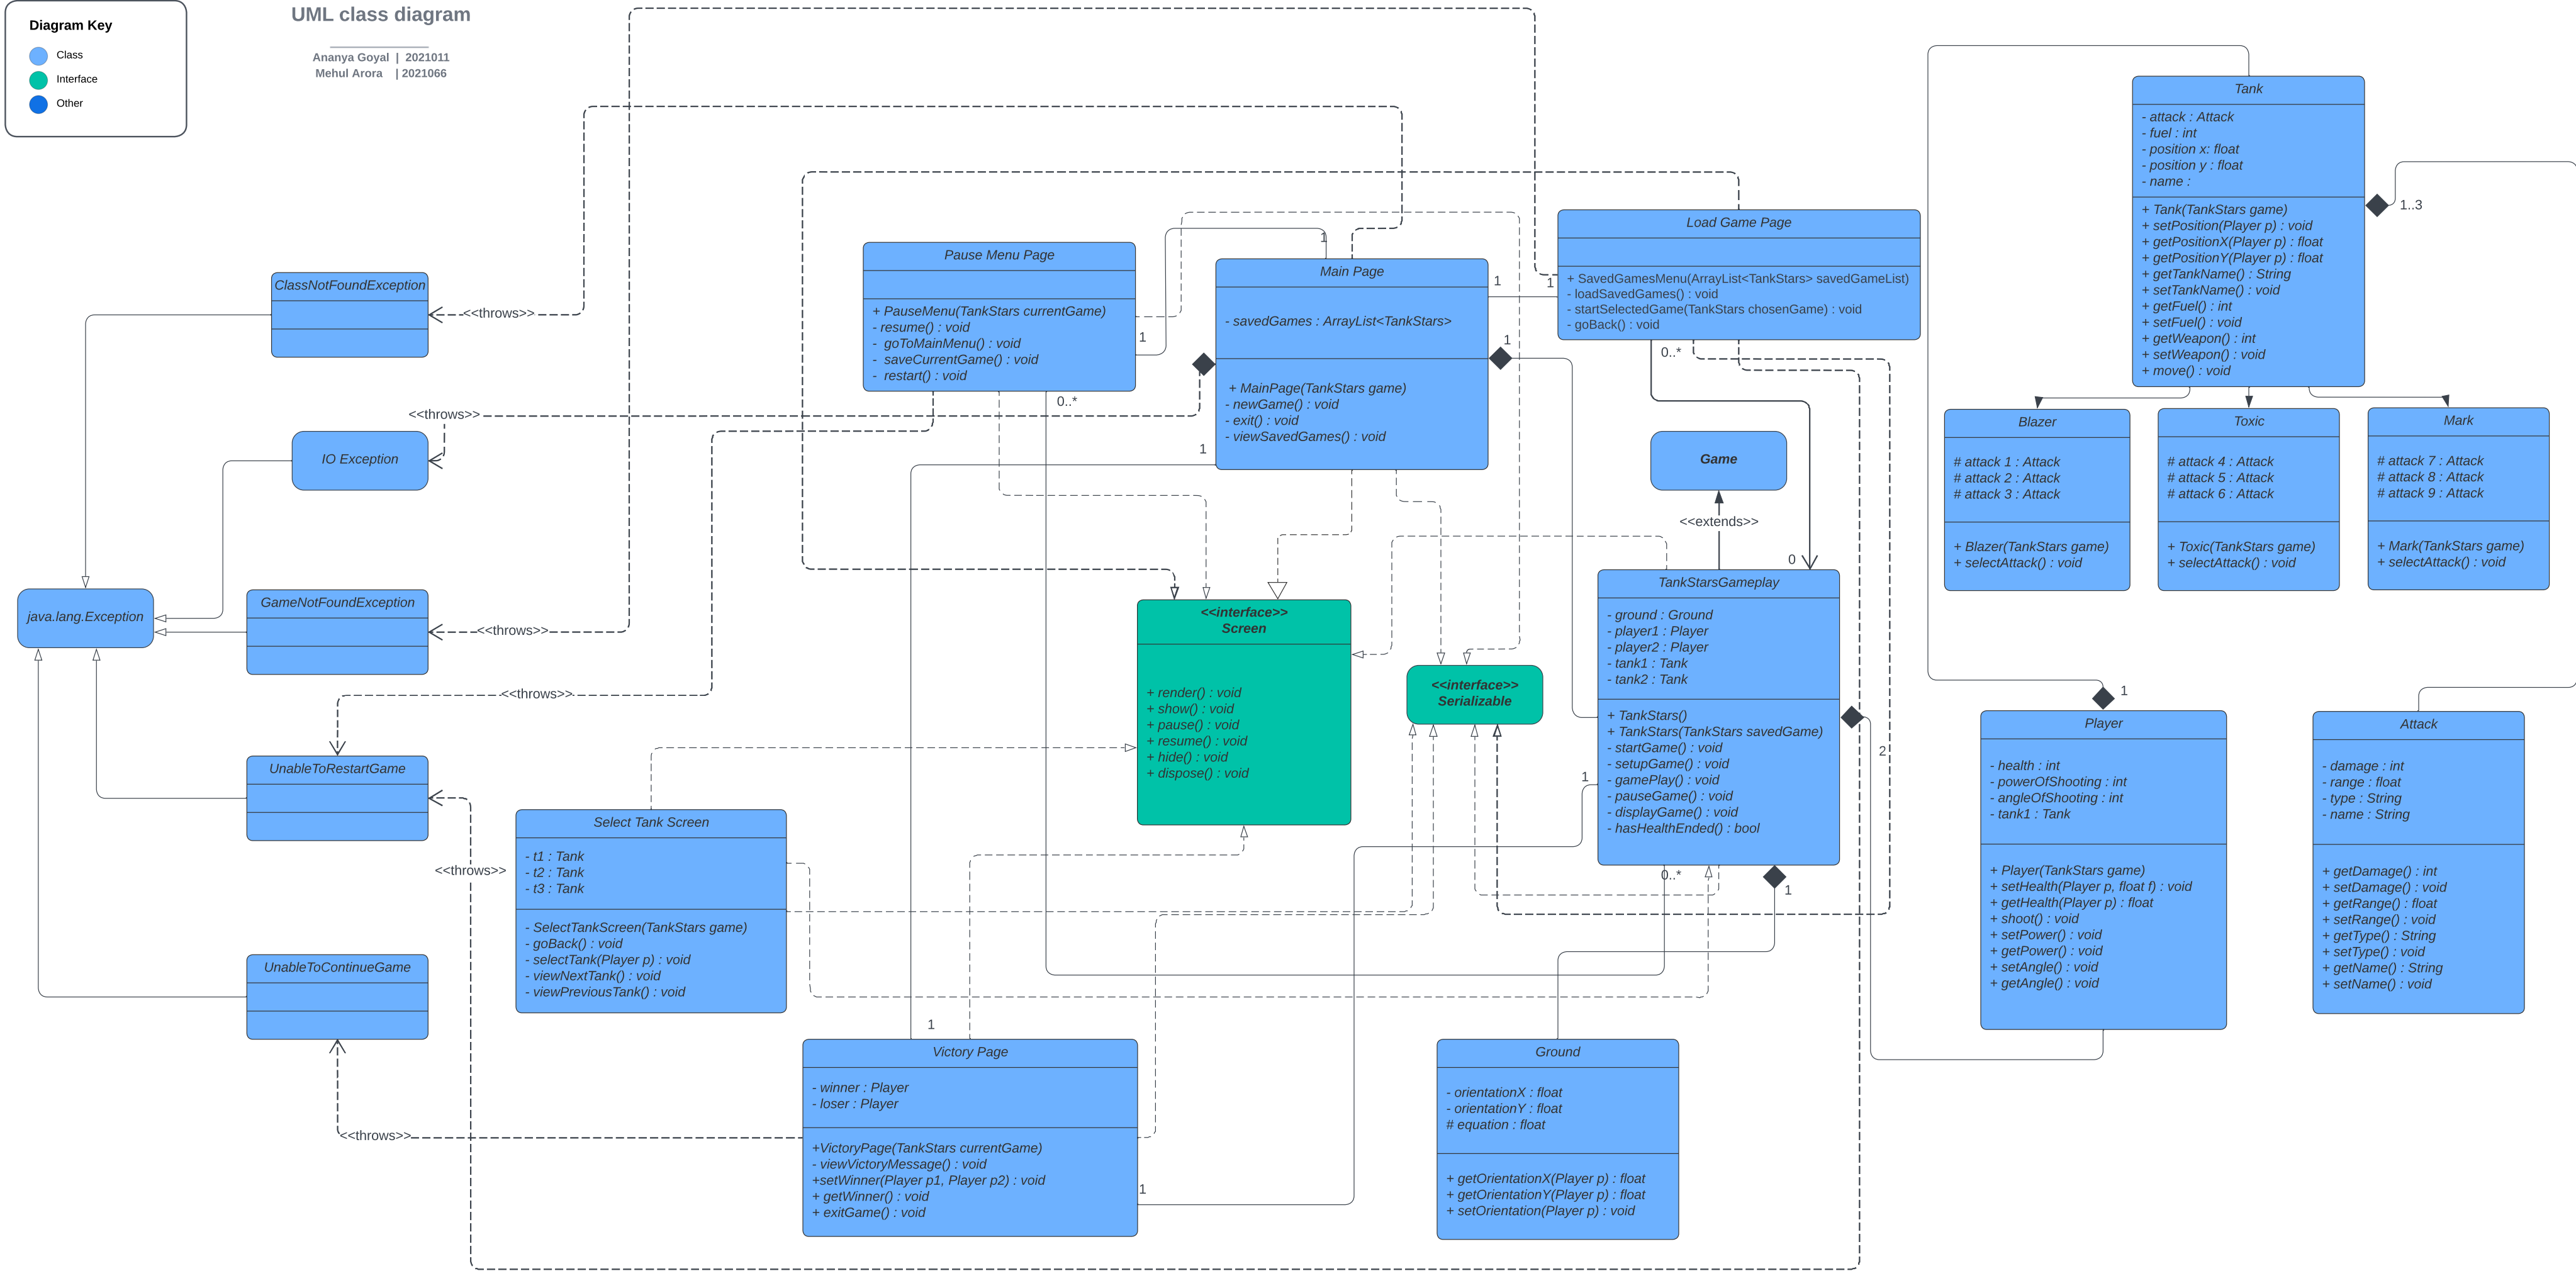 Diagram Key
Class
Interface
Other
UML class diagram
Ananya Goyal | 2021011
Mehul Arora | 2021066
ClassNotFoundException
<<throws>>
IO Exception
<<throws>>
java.lang.Exception
GameNotFoundException
<<throws>>
<<throws>>
UnableToRestartGame
<<throws>>
UnableToContinueGame
<<throws>>
Pause Menu Page
+ PauseMenu(TankStars currentGame)
- resume() : void
- goToMainMenu() : void
- saveCurrentGame() : void
- restart() : void
1
0..*
1
Main Page
- savedGames : ArrayList<TankStars>
+ MainPage(TankStars game)
- newGame() : void
- exit() : void
- viewSavedGames() : void
1
1
1
1
Load Game Page
+ SavedGamesMenu(ArrayList<TankStars> savedGameList)
- loadSavedGames() : void
- startSelectedGame(TankStars chosenGame) : void
- goBack() : void
0..*
Game
<<extends>>
0
<<interface>>
Screen
+ render() : void
+ show() : void
+ pause() : void
+ resume() : void
+ hide() : void
+ dispose() : void
<<interface>>
Serializable
TankStarsGameplay
- ground : Ground
- player1 : Player
- player2 : Player
- tank1 : Tank
- tank2 : Tank
+ TankStars()
+ TankStars(TankStars savedGame)
- startGame() : void
- setupGame() : void
- gamePlay() : void
- pauseGame() : void
- displayGame() : void
- hasHealthEnded() : bool
2
1
0..*
1
Select Tank Screen
- t1 : Tank
- t2 : Tank
- t3 : Tank
- SelectTankScreen(TankStars game)
- goBack() : void
- selectTank(Player p) : void
- viewNextTank() : void
- viewPreviousTank() : void
1
Victory Page
- winner : Player
- loser : Player
+VictoryPage(TankStars currentGame)
- viewVictoryMessage() : void
+setWinner(Player p1, Player p2) : void
+ getWinner() : void
+ exitGame() : void
1
Ground
- orientationX : float
- orientationY : float
# equation : float
+ getOrientationX(Player p) : float
+ getOrientationY(Player p) : float
+ setOrientation(Player p) : void
Tank
- attack : Attack
- fuel : int
- position x: float
- position y : float
- name :
+ Tank(TankStars game)
+ setPosition(Player p) : void
+ getPositionX(Player p) : float
+ getPositionY(Player p) : float
+ getTankName() : String
+ setTankName() : void
+ getFuel() : int
+ setFuel() : void
+ getWeapon() : int
+ setWeapon() : void
+ move() : void
1..3
Blazer
# attack 1 : Attack
# attack 2 : Attack
# attack 3 : Attack
+ Blazer(TankStars game)
+ selectAttack() : void
Toxic
# attack 4 : Attack
# attack 5 : Attack
# attack 6 : Attack
+ Toxic(TankStars game)
+ selectAttack() : void
Mark
# attack 7 : Attack
# attack 8 : Attack
# attack 9 : Attack
+ Mark(TankStars game)
+ selectAttack() : void
1
Player
- health : int
- powerOfShooting : int
- angleOfShooting : int
- tank1 : Tank
+ Player(TankStars game)
+ setHealth(Player p, float f) : void
+ getHealth(Player p) : float
+ shoot() : void
+ setPower() : void
+ getPower() : void
+ setAngle() : void
+ getAngle() : void
Attack
- damage : int
- range : float
- type : String
- name : String
+ getDamage() : int
+ setDamage() : void
+ getRange() : float
+ setRange() : void
+ getType() : String
+ setType() : void
+ getName() : String
+ setName() : void